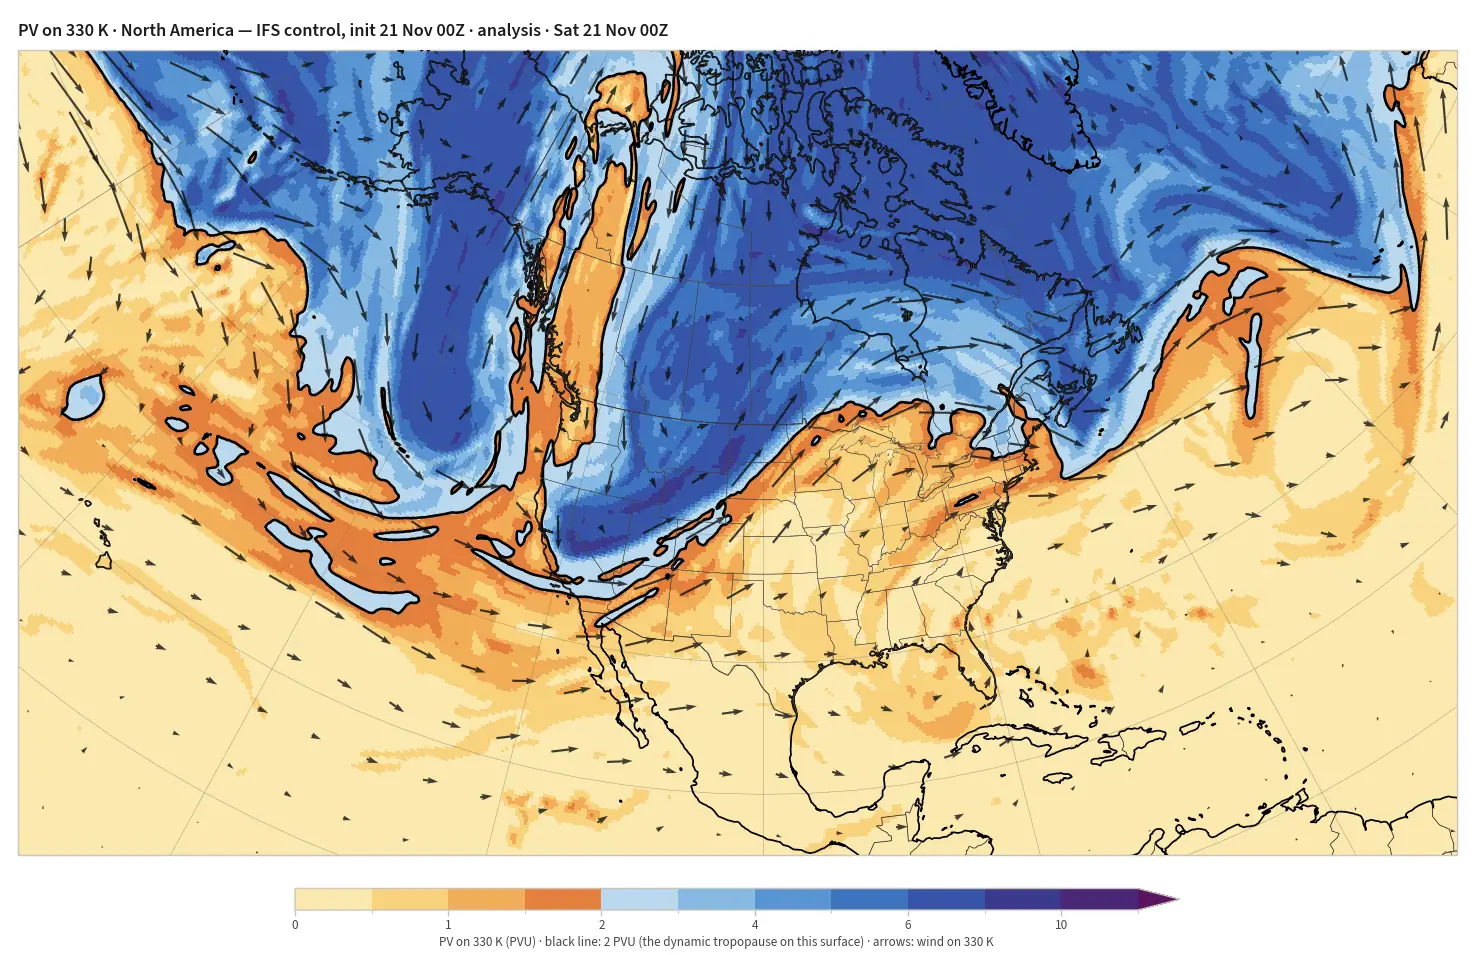 PV on 330 K · North America — IFS control, init 21 Nov 00Z · analysis · Sat 21 Nov 00Z
0 1 2 4 6 8 10
PV on 330 K (PVU) · black line: 2 PVU (the dynamic tropopause on this surface) · arrows: wind on 330 K